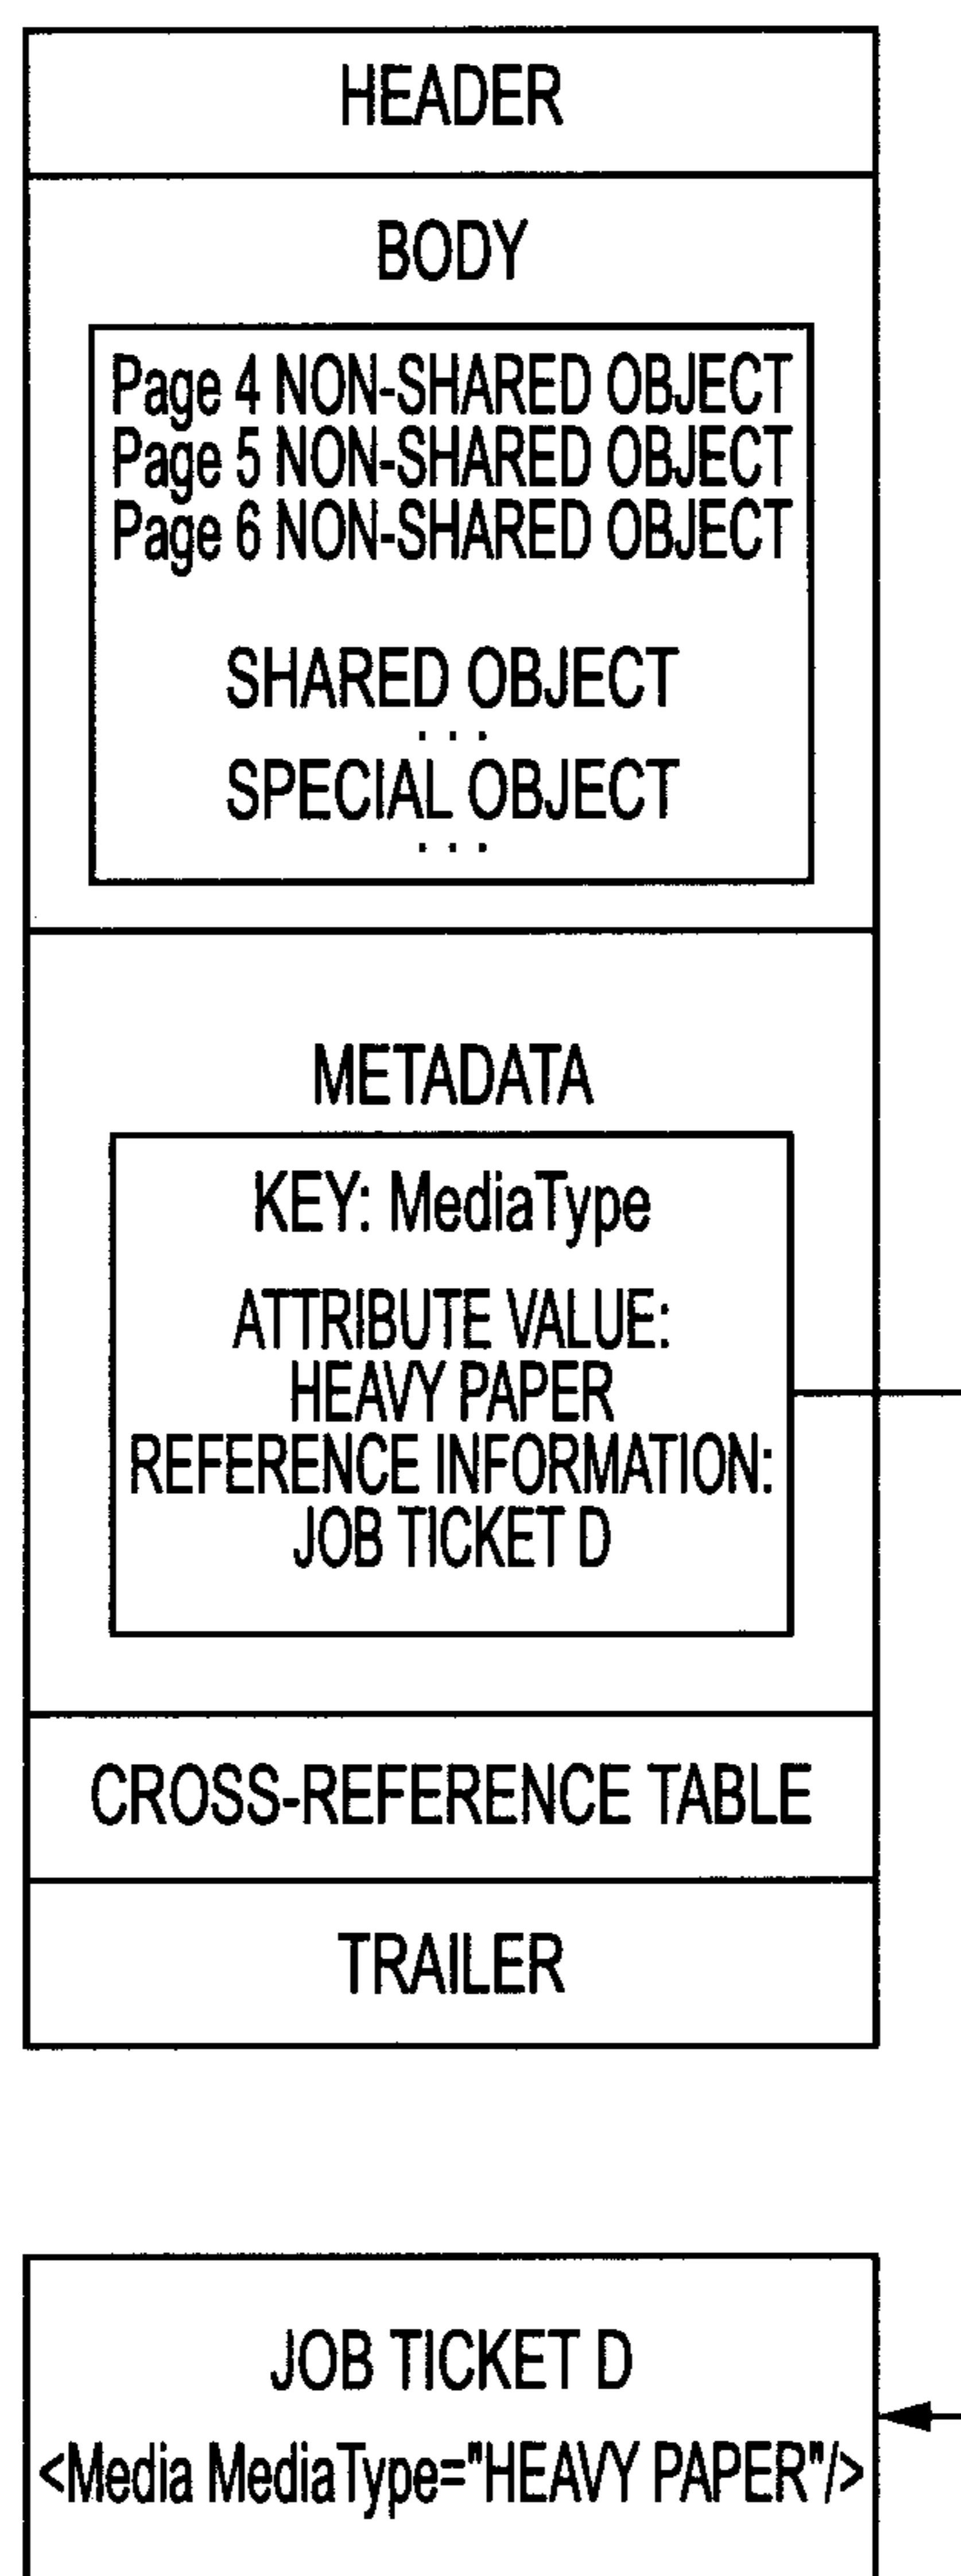 HEADER
BODY
Page 4 NON-SHARED OBJECT
Page 5 NON-SHARED OBJECT
Page 6 NON-SHARED OBJECT
SHARED OBJECT
. . .
SPECIAL OBJECT
. . .
METADATA
KEY: MediaType
ATTRIBUTE VALUE:
HEAVY PAPER
REFERENCE INFORMATION:
JOB TICKET D
CROSS-REFERENCE TABLE
TRAILER
JOB TICKET D
<Media MediaType="HEAVY PAPER"/>